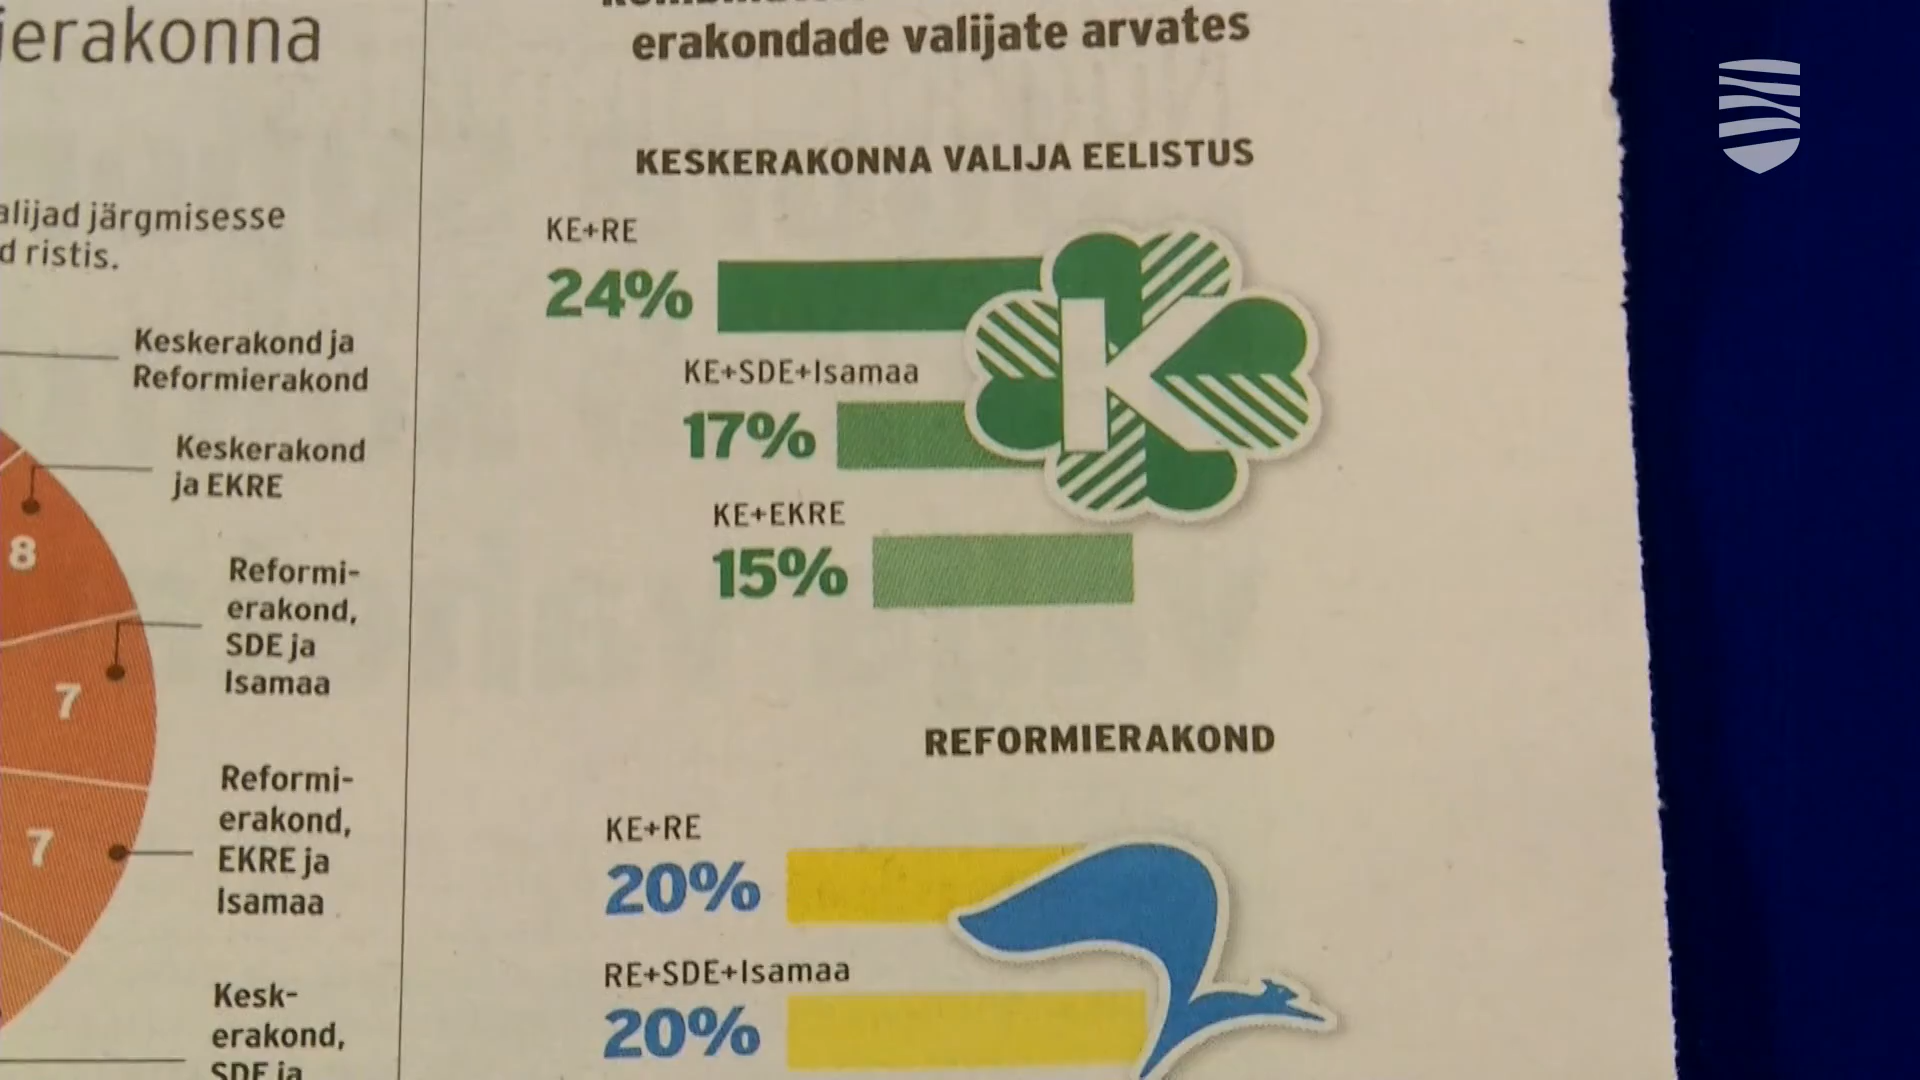 ierakonna
alijad järgmisesse
d ristis.
Keskerakond ja
Reformierakond
Keskerakond
ja EKRE
8
Reformi-
erakond,
SDE ja
Isamaa
7
Reformi-
erakond,
EKRE ja
Isamaa
7
Kesk-
erakond,
SDE ja
erakondade valijate arvates
KESKERAKONNA VALIJA EELISTUS
KE+RE
24%
KE+SDE+Isamaa
17%
KE+EKRE
15%
K
REFORMIERAKOND
KE+RE
20%
RE+SDE+Isamaa
20%